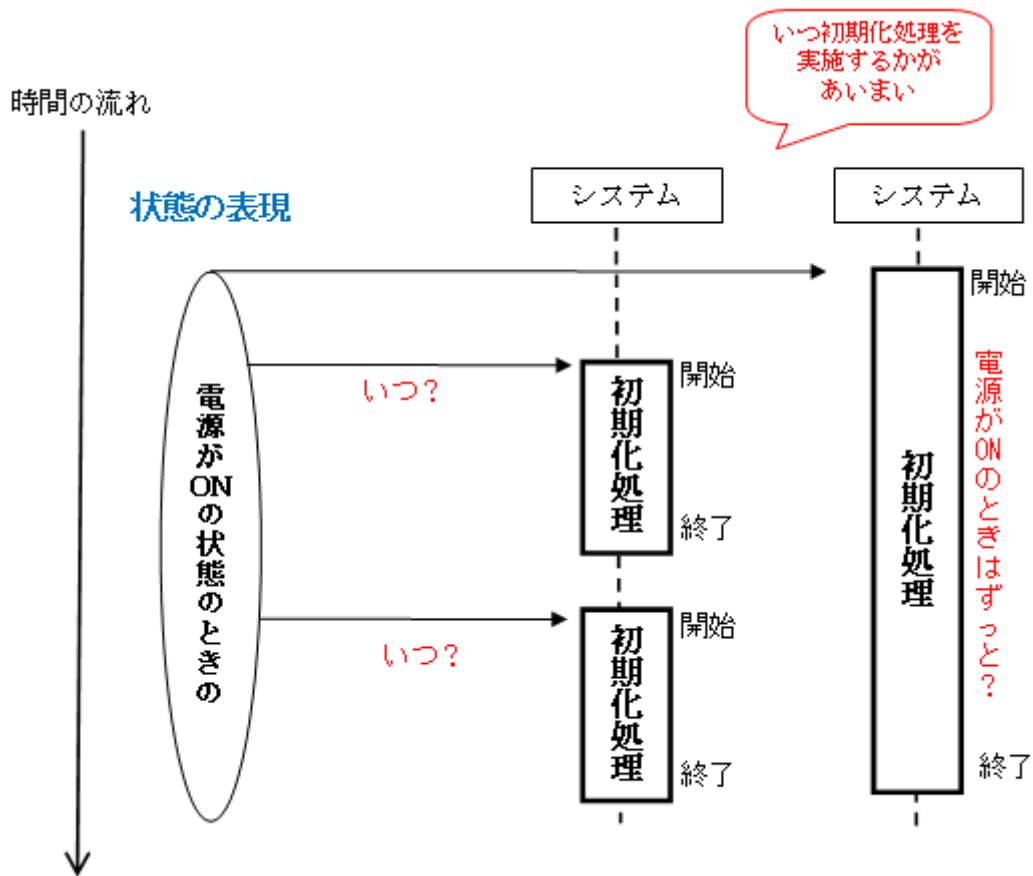 いつ初期化処理を
実施するかが
あいまい
時間の流れ
状態の表現
システム
システム
電源がONの状態のときの
開始
いつ？
開始
初期化処理
終了
開始
いつ？
初期化処理
終了
初期化処理
電源がONのときはずっと？
終了